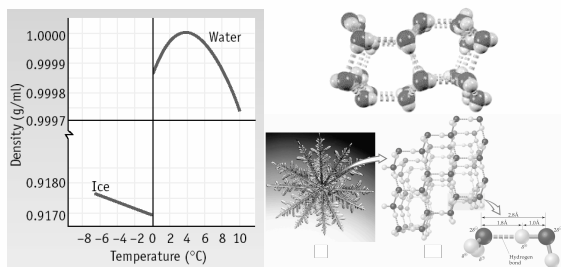 1.0000
0.9999
0.9998
0.9997
0.9180
0.9170
Density (g/ml)
Water
Ice
−8 −6 −4 −2 0 2 4 6 8 10
Temperature (°C)
2.8Å
1.8Å 1.0Å
Hydrogen
bond